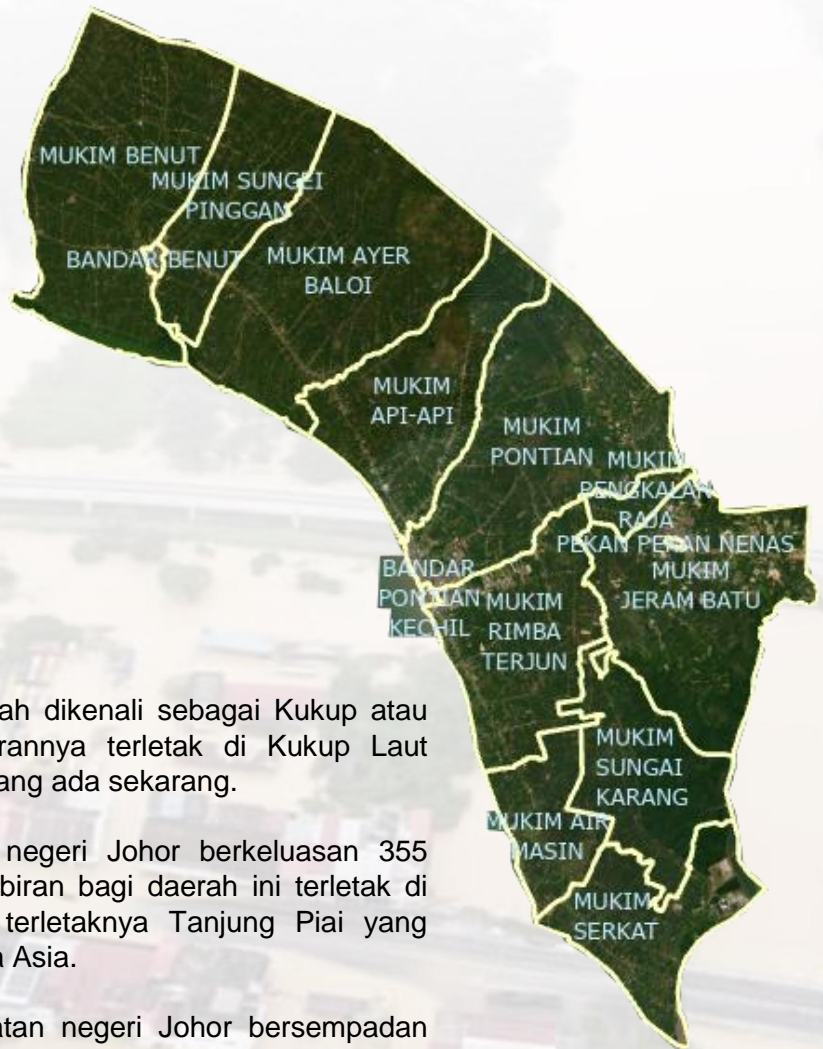 MUKIM BENUT
MUKIM SUNGEI
PINGGAN
BANDAR BENUT
MUKIM AYER
BALOI
MUKIM
API-API
MUKIM
PONTIAN
MUKIM
PENGKALAN
RAJA
PEKAN PEKAN NENAS
MUKIM
JERAM BATU
BANDAR
PONTIAN
KECHIL
MUKIM
RIMBA
TERJUN
MUKIM
SUNGAI
KARANG
MUKIM AIR
MASIN
MUKIM
SERKAT
ah dikenali sebagai Kukup atau
rannya terletak di Kukup Laut
ang ada sekarang.
negeri Johor berkeluasan 355
biran bagi daerah ini terletak di
terletaknya Tanjung Piai yang
a Asia.
atan negeri Johor bersempadan